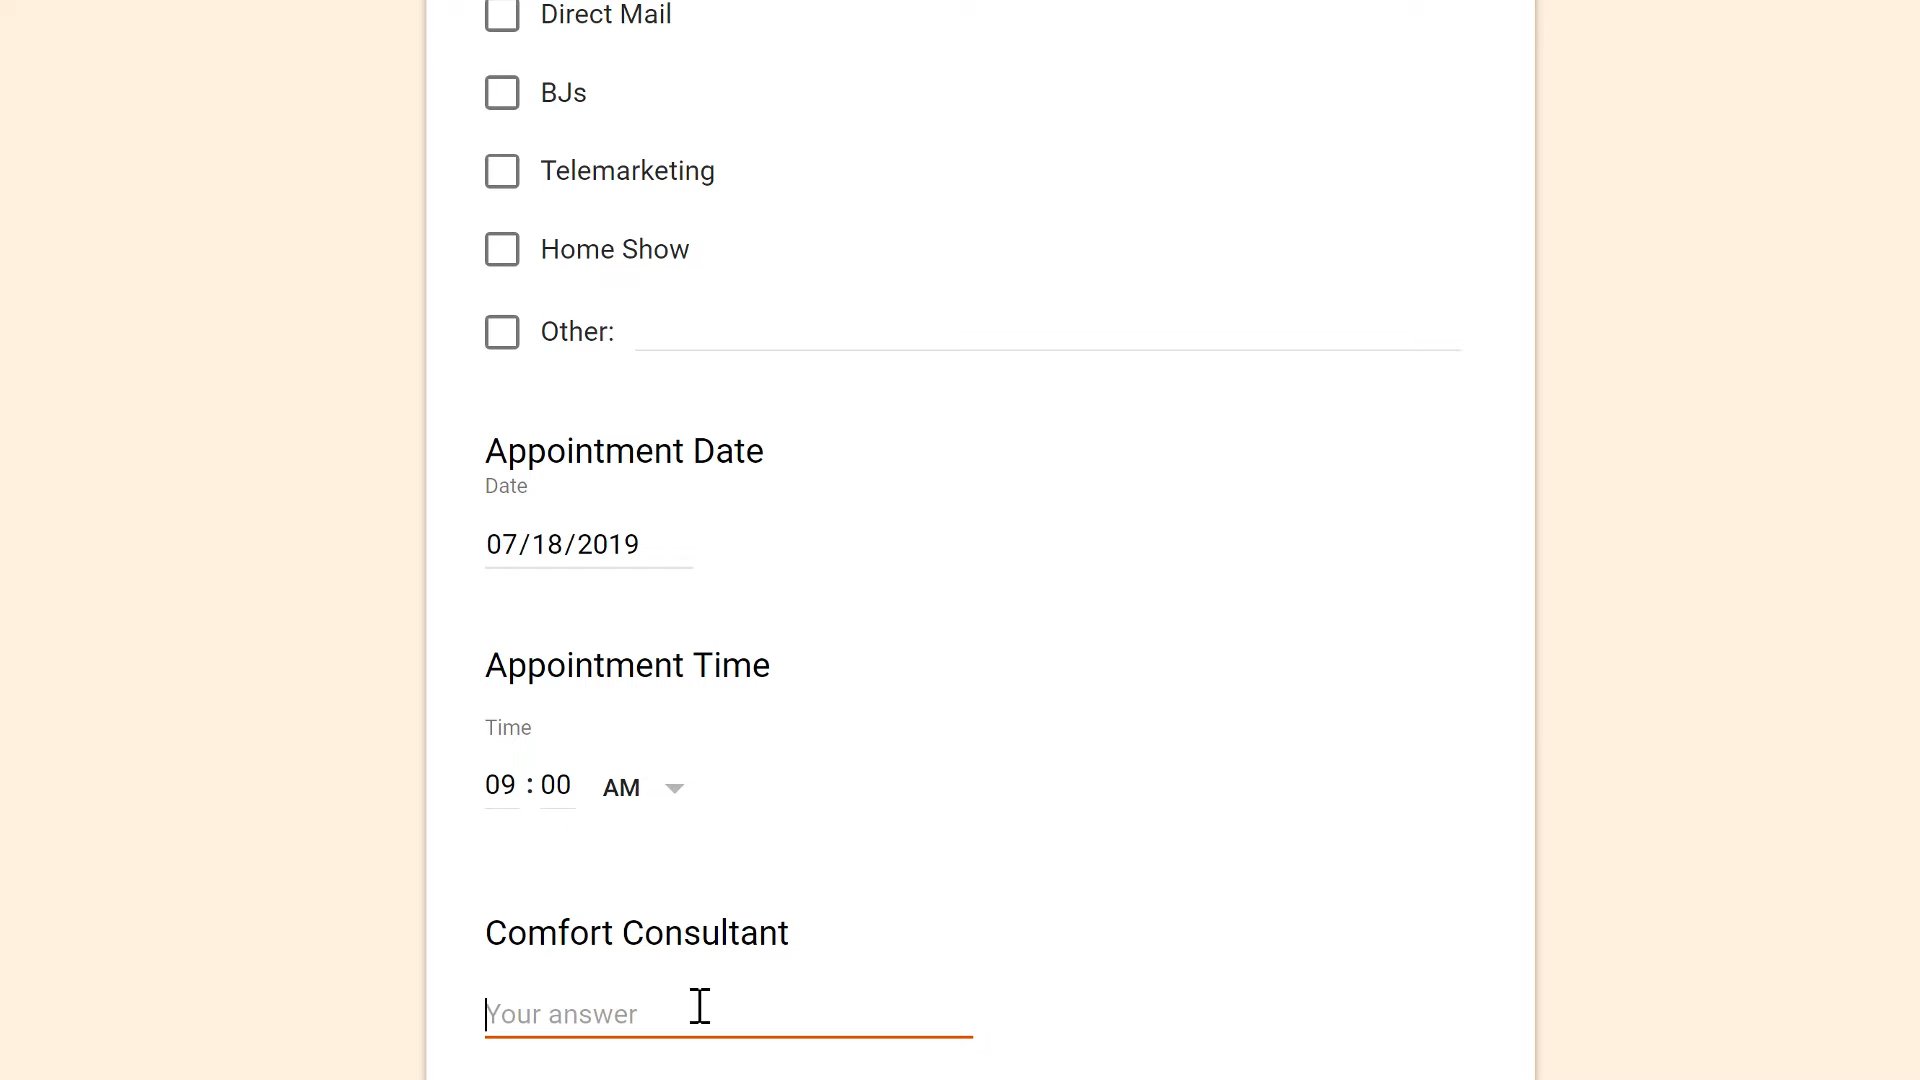 Direct Mail
BJs
Telemarketing
Home Show
Other:
Appointment Date
Date
07/18/2019
Appointment Time
Time
09 : 00 AM
Comfort Consultant
Your answer